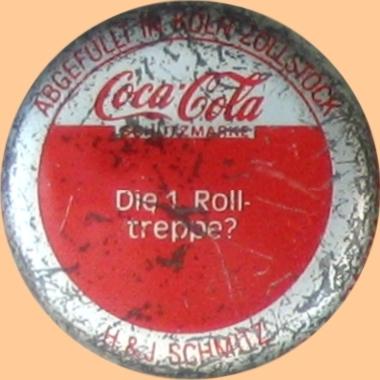 ABGEFÜLLT IN KÖLN-ZOLLSTOCK
Coca-Cola
SCHUTZMARKE
Die 1. Roll-
treppe?
H & J. SCHMITZ